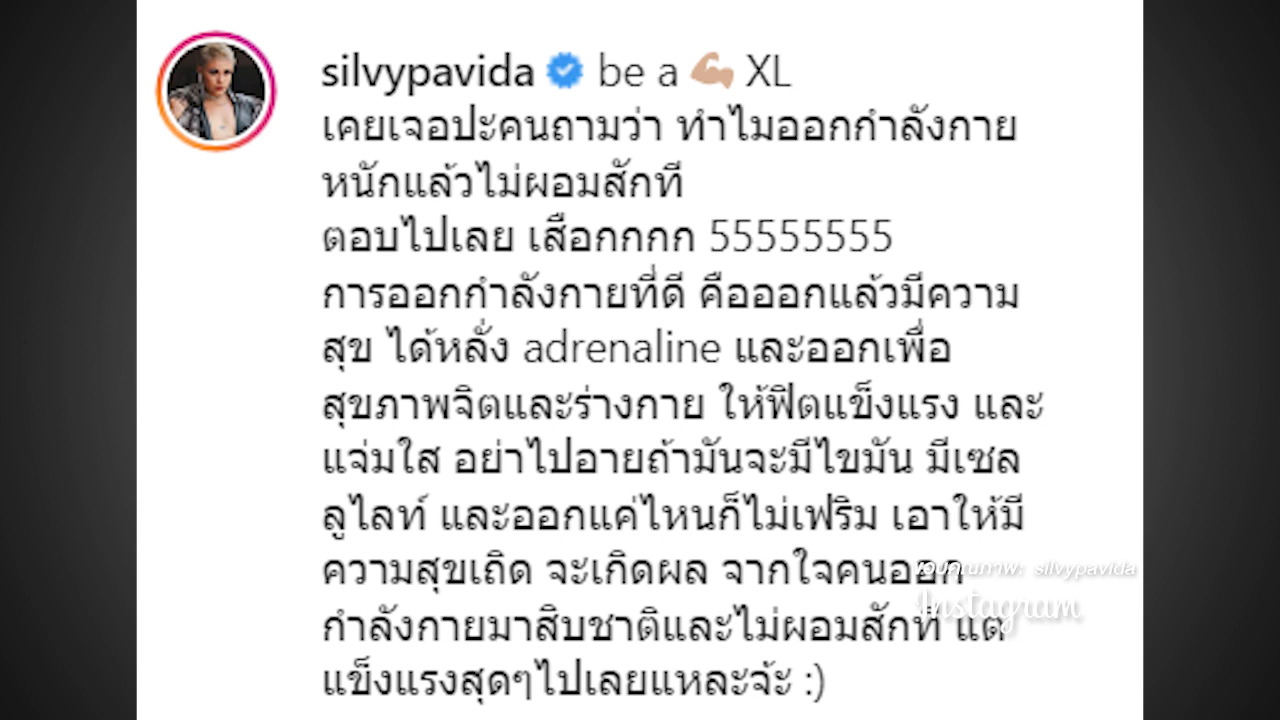 silvypavida be a 💪 XL
เคยเจอปะคนถามว่า ทำไมออกกำลังกาย
หนักแล้วไม่ผอมสักที
ตอบไปเลย เสือกกกก 55555555
การออกกำลังกายที่ดี คือออกแล้วมีความ
สุข ได้หลั่ง adrenaline และออกเพื่อ
สุขภาพจิตและร่างกาย ให้ฟิตแข็งแรง และ
แจ่มใส อย่าไปอายถ้ามันจะมีไขมัน มีเซล
ลูไลท์ และออกแค่ไหนก็ไม่เฟริม เอาให้มี
ความสุขเถิด จะเกิดผล จากใจคนออก
กำลังกายมาสิบชาติและไม่ผอมสักที แต่
แข็งแรงสุดๆไปเลยแหละจ้ะ :)
ขอบคุณภาพ: silvypavida
Instagram